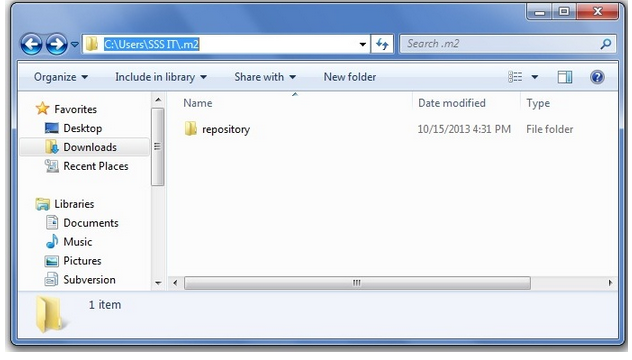 C:\Users\SSS IT\.m2
Search .m2
Organize
Include in library
Share with
New folder
Favorites
Desktop
Downloads
Recent Places
Libraries
Documents
Music
Pictures
Subversion
Name
Date modified
Type
repository
10/15/2013 4:31 PM
File folder
1 item